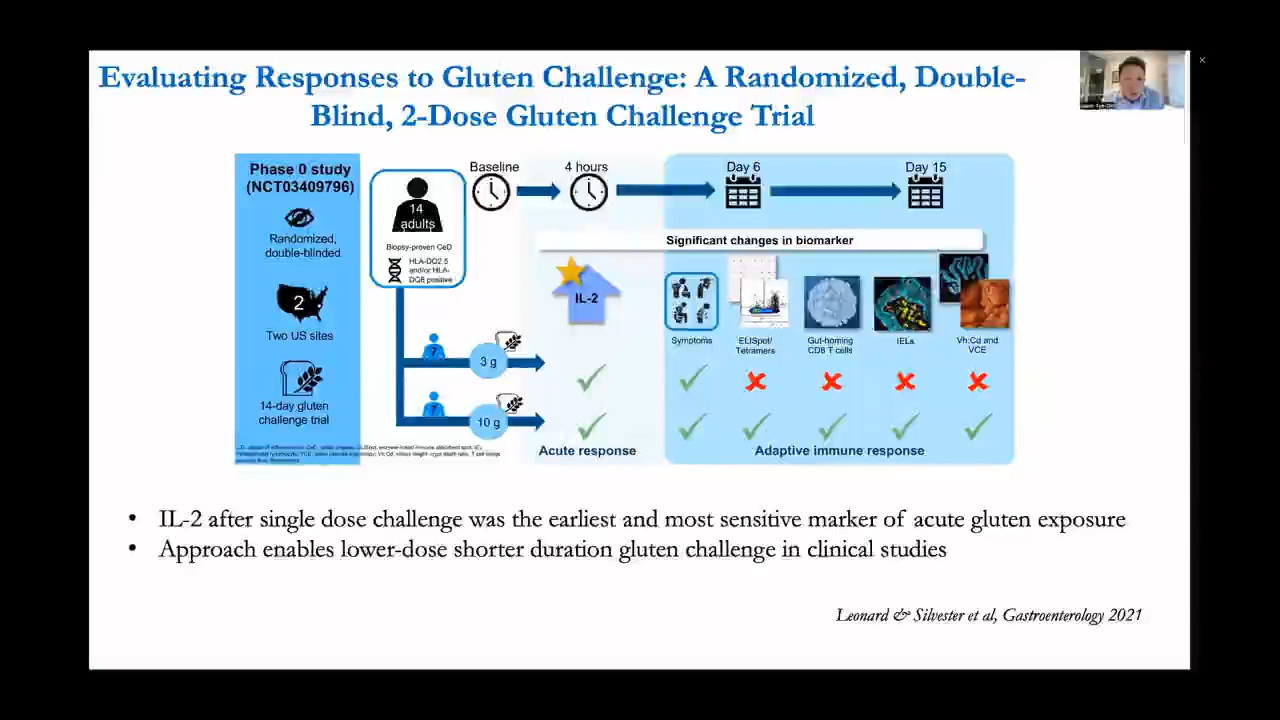 Evaluating Responses to Gluten Challenge: A Randomized, Double-
Blind, 2-Dose Gluten Challenge Trial
Phase 0 study
(NCT03409796)
Randomized,
double-blinded
2
Two US sites
14-day gluten
challenge trial
14
adults
Biopsy-proven CeD
HLA-DQ2.5
and/or HLA-
DQ8 positive
Baseline
4 hours
Day 6
Day 15
Significant changes in biomarker
IL-2
Symptoms
ELISpot/
Tetramers
Gut-homing
CD8 T cells
IELs
Vh:Cd and
VCE
7
3 g
7
10 g
Acute response
Adaptive immune response
• IL-2 after single dose challenge was the earliest and most sensitive marker of acute gluten exposure
• Approach enables lower-dose shorter duration gluten challenge in clinical studies
Leonard & Silvester et al, Gastroenterology 2021